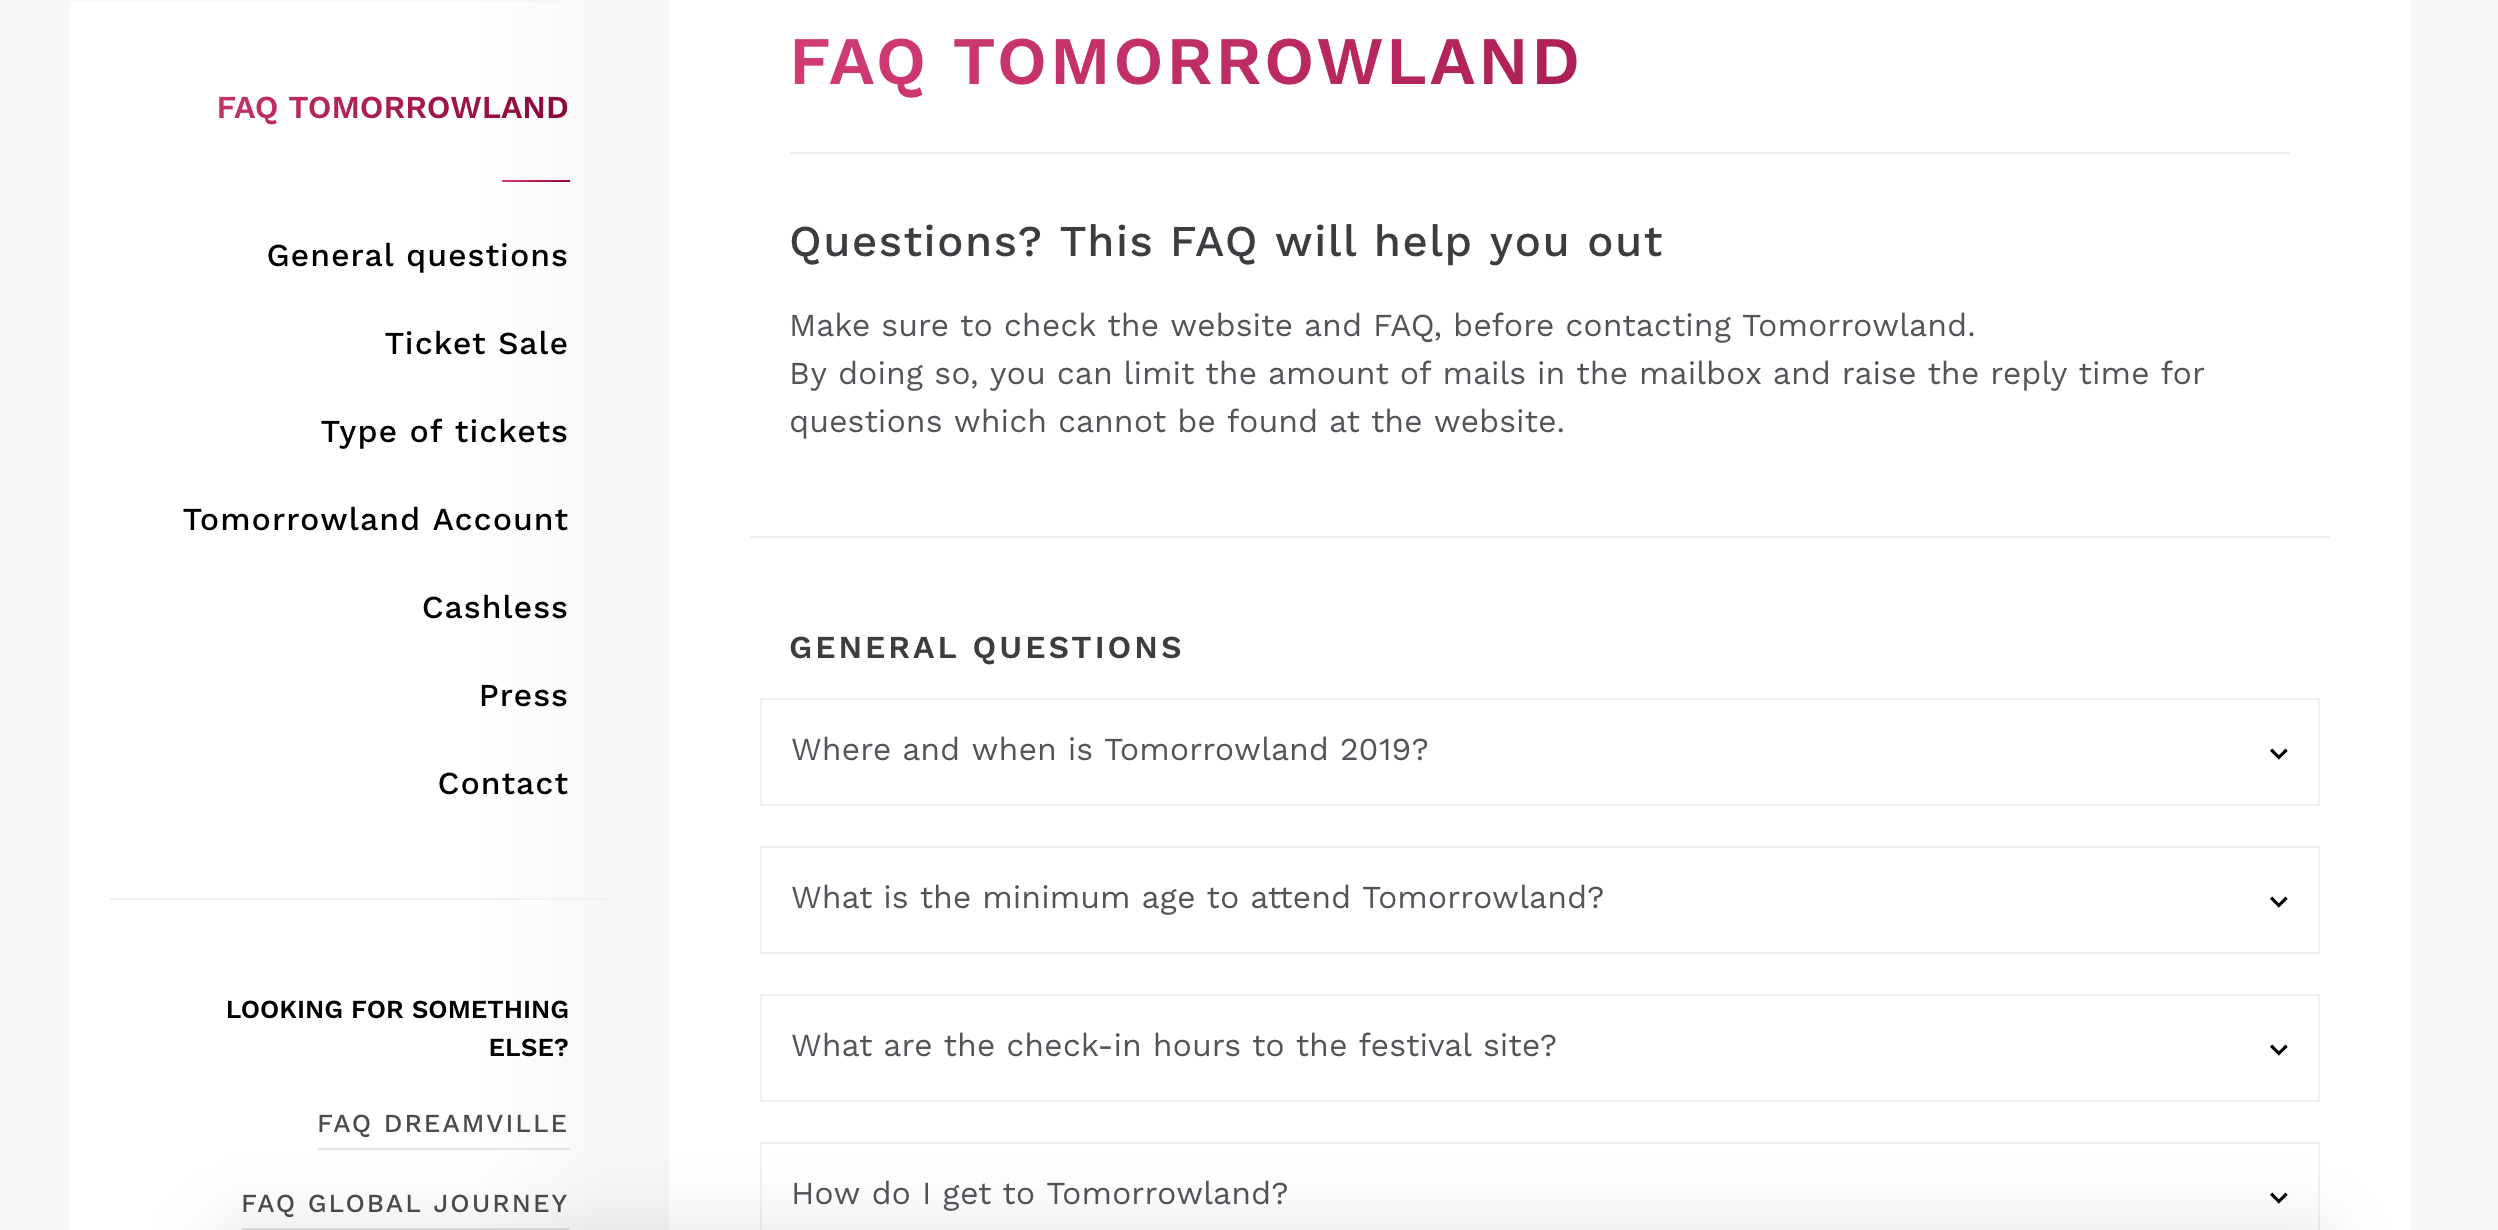 FAQ TOMORROWLAND
General questions
Ticket Sale
Type of tickets
Tomorrowland Account
Cashless
Press
Contact
LOOKING FOR SOMETHING
ELSE?
FAQ DREAMVILLE
FAQ GLOBAL JOURNEY
FAQ TOMORROWLAND
Questions? This FAQ will help you out
Make sure to check the website and FAQ, before contacting Tomorrowland.
By doing so, you can limit the amount of mails in the mailbox and raise the reply time for
questions which cannot be found at the website.
GENERAL QUESTIONS
Where and when is Tomorrowland 2019?
What is the minimum age to attend Tomorrowland?
What are the check-in hours to the festival site?
How do I get to Tomorrowland?